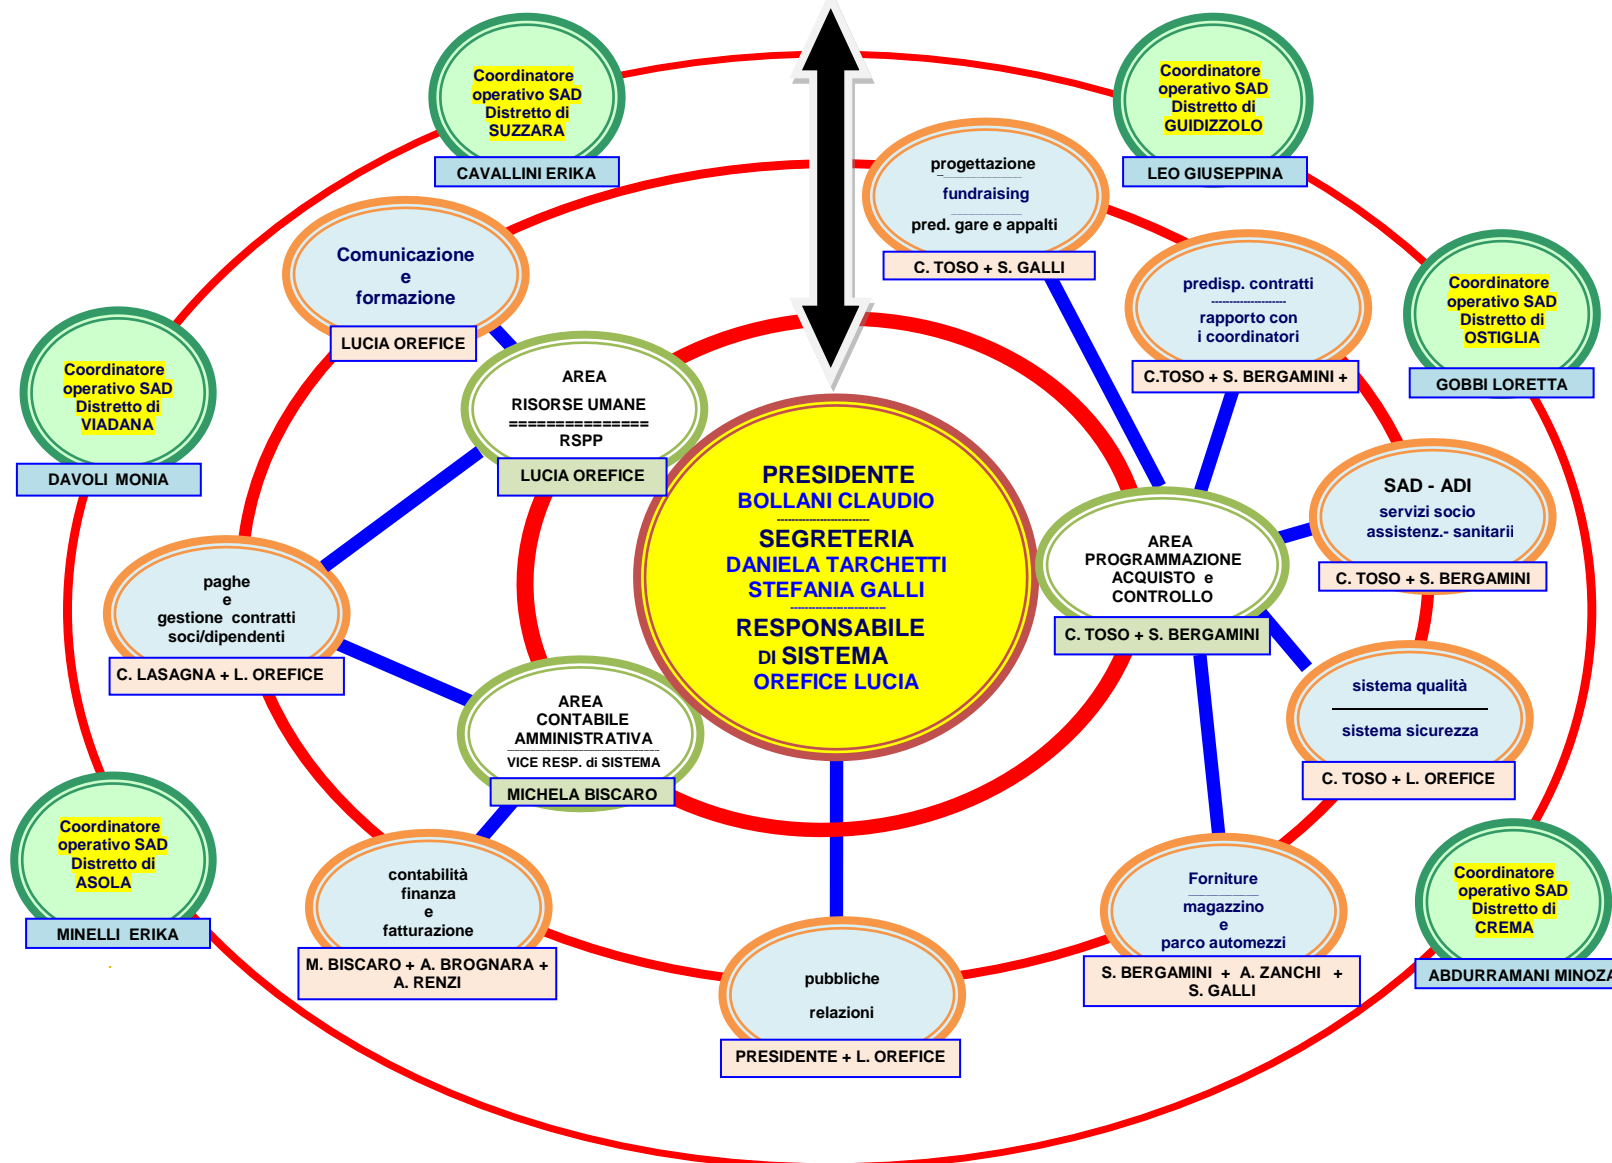 Coordinatore
operativo SAD
Distretto di
SUZZARA
CAVALLINI ERIKA
Coordinatore
operativo SAD
Distretto di
GUIDIZZOLO
LEO GIUSEPPINA
progettazione
fundraising
pred. gare e appalti
C. TOSO + S. GALLI
Comunicazione
e
formazione
LUCIA OREFICE
predisp. contratti
rapporto con
i coordinatori
C.TOSO + S. BERGAMINI +
Coordinatore
operativo SAD
Distretto di
OSTIGLIA
GOBBI LORETTA
Coordinatore
operativo SAD
Distretto di
VIADANA
DAVOLI MONIA
AREA
RISORSE UMANE
===============
RSPP
LUCIA OREFICE
PRESIDENTE
BOLLANI CLAUDIO
SEGRETERIA
DANIELA TARCHETTI
STEFANIA GALLI
RESPONSABILE
DI SISTEMA
OREFICE LUCIA
SAD - ADI
servizi socio
assistenz.- sanitarii
C. TOSO + S. BERGAMINI
AREA
PROGRAMMAZIONE
ACQUISTO e
CONTROLLO
C. TOSO + S. BERGAMINI
paghe
e
gestione contratti
soci/dipendenti
C. LASAGNA + L. OREFICE
AREA
CONTABILE
AMMINISTRATIVA
VICE RESP. di SISTEMA
MICHELA BISCARO
sistema qualità
sistema sicurezza
C. TOSO + L. OREFICE
Coordinatore
operativo SAD
Distretto di
ASOLA
MINELLI ERIKA
contabilità
finanza
e
fatturazione
M. BISCARO + A. BROGNARA +
A. RENZI
pubbliche
relazioni
PRESIDENTE + L. OREFICE
Forniture
magazzino
e
parco automezzi
S. BERGAMINI + A. ZANCHI +
S. GALLI
Coordinatore
operativo SAD
Distretto di
CREMA
ABDURRAMANI MINOZA